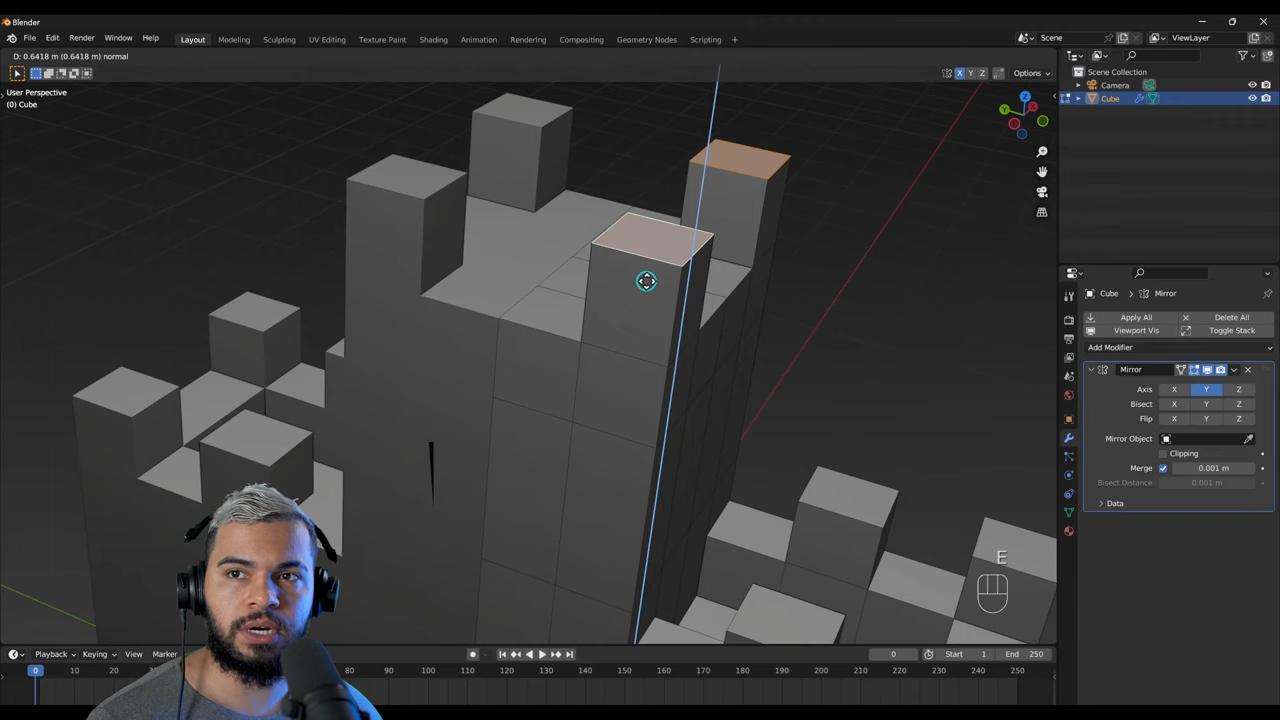 Blender
File Edit Render Window Help Layout Modeling Sculpting UV Editing Texture Paint Shading Animation Rendering Compositing Geometry Nodes Scripting + Scene ViewLayer
D: 0.6418 m (0.6418 m) normal
X Y Z Options
User Perspective
(0) Cube
Z
Y
X
Scene Collection
Camera
Cube
Cube > Mirror
Apply All Delete All
Viewport Vis Toggle Stack
Add Modifier
Mirror
Axis X Y Z
Bisect X Y Z
Flip X Y Z
Mirror Object
Clipping
Merge 0.001 m
Bisect Distance 0.001 m
Data
E
Playback Keying View Marker 0 Start 1 End 250
0 10 20 80 90 100 110 120 130 140 150 160 170 180 190 200 210 220 230 240 250